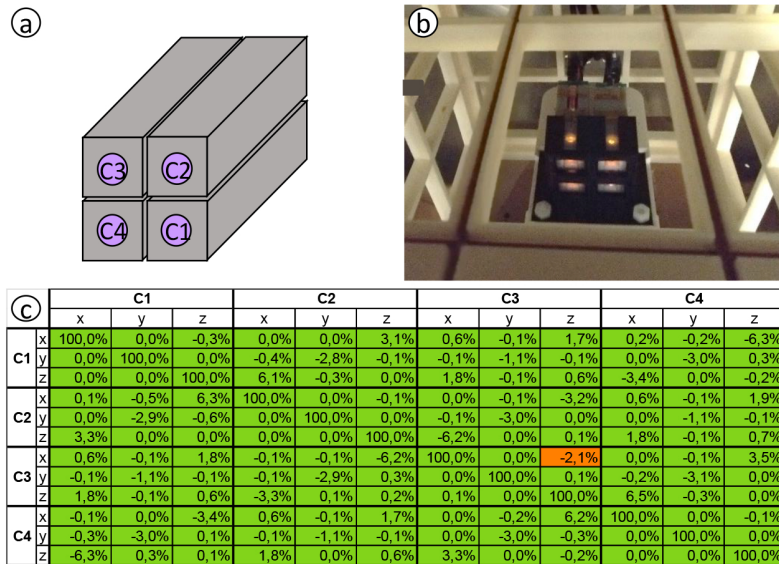 a
b
C3 C2
C4 C1
c
C1 C2 C3 C4
x y z x y z x y z x y z
C1 x 100,0% 0,0% -0,3% 0,0% 0,0% 3,1% 0,6% -0,1% 1,7% 0,2% -0,2% -6,3%
y 0,0% 100,0% 0,0% -0,4% -2,8% -0,1% -0,1% -1,1% -0,1% 0,0% -3,0% 0,3%
z 0,0% 0,0% 100,0% 6,1% -0,3% 0,0% 1,8% -0,1% 0,6% -3,4% 0,0% -0,2%
C2 x 0,1% -0,5% 6,3% 100,0% 0,0% -0,1% 0,0% -0,1% -3,2% 0,6% -0,1% 1,9%
y 0,0% -2,9% -0,6% 0,0% 100,0% 0,0% -0,1% -3,0% 0,0% 0,0% -1,1% -0,1%
z 3,3% 0,0% 0,0% 0,0% 0,0% 100,0% -6,2% 0,0% 0,1% 1,8% -0,1% 0,7%
C3 x 0,6% -0,1% 1,8% -0,1% -0,1% -6,2% 100,0% 0,0% -2,1% 0,0% -0,1% 3,5%
y -0,1% -1,1% -0,1% -0,1% -2,9% 0,3% 0,0% 100,0% 0,1% -0,2% -3,1% 0,0%
z 1,8% -0,1% 0,6% -3,3% 0,1% 0,2% 0,1% 0,0% 100,0% 6,5% -0,3% 0,0%
C4 x -0,1% 0,0% -3,4% 0,6% -0,1% 1,7% 0,0% -0,2% 6,2% 100,0% 0,0% -0,1%
y -0,3% -3,0% 0,1% -0,1% -1,1% -0,1% 0,0% -3,0% -0,3% 0,0% 100,0% 0,0%
z -6,3% 0,3% 0,1% 1,8% 0,0% 0,6% 3,3% 0,0% -0,2% 0,0% 0,0% 100,0%